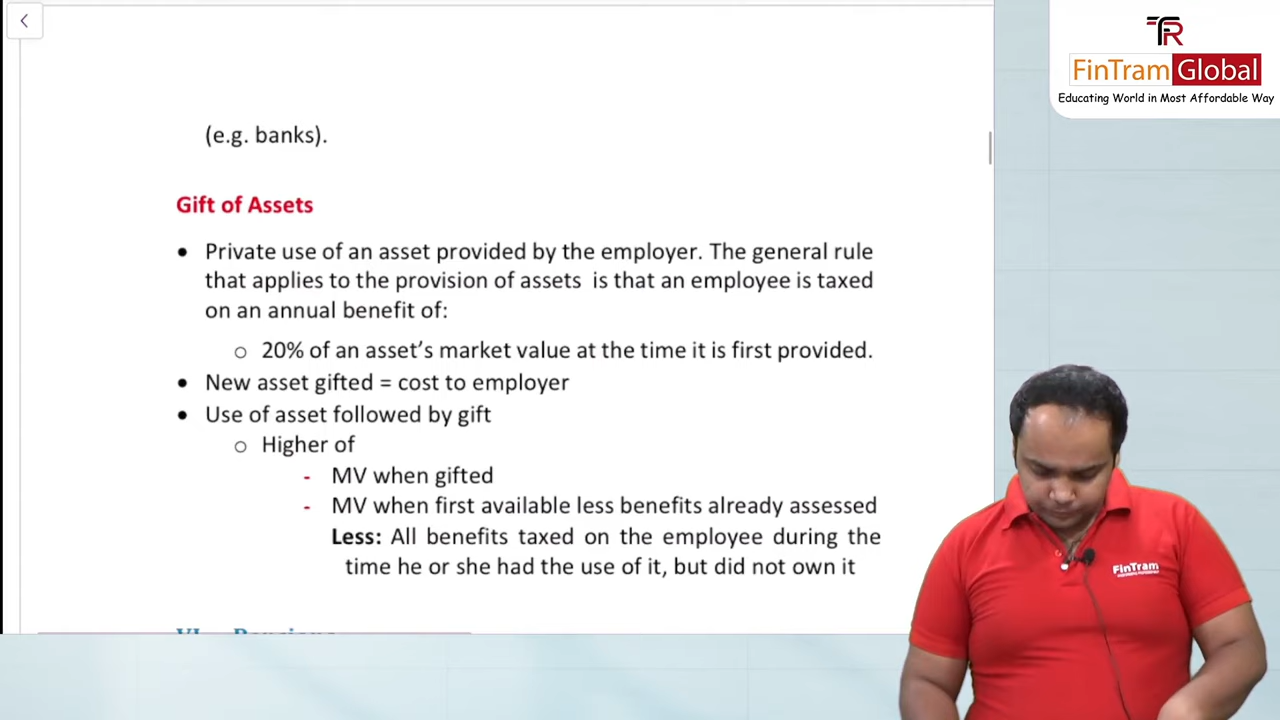 FinTram Global
Educating World in Most Affordable Way
(e.g. banks).
Gift of Assets
• Private use of an asset provided by the employer. The general rule
that applies to the provision of assets is that an employee is taxed
on an annual benefit of:
o 20% of an asset’s market value at the time it is first provided.
• New asset gifted = cost to employer
• Use of asset followed by gift
o Higher of
- MV when gifted
- MV when first available less benefits already assessed
Less: All benefits taxed on the employee during the
time he or she had the use of it, but did not own it
FinTram